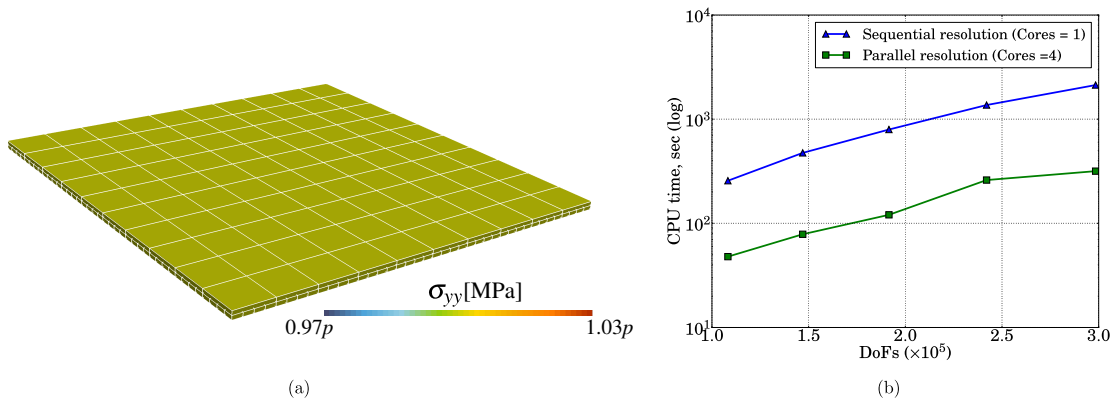 σyy[MPa]
0.97p
1.03p
(a)
10^4
10^3
10^2
10^1
CPU time, sec (log)
Sequential resolution (Cores = 1)
Parallel resolution (Cores =4)
1.0 1.5 2.0 2.5 3.0
DoFs (×10^5)
(b)